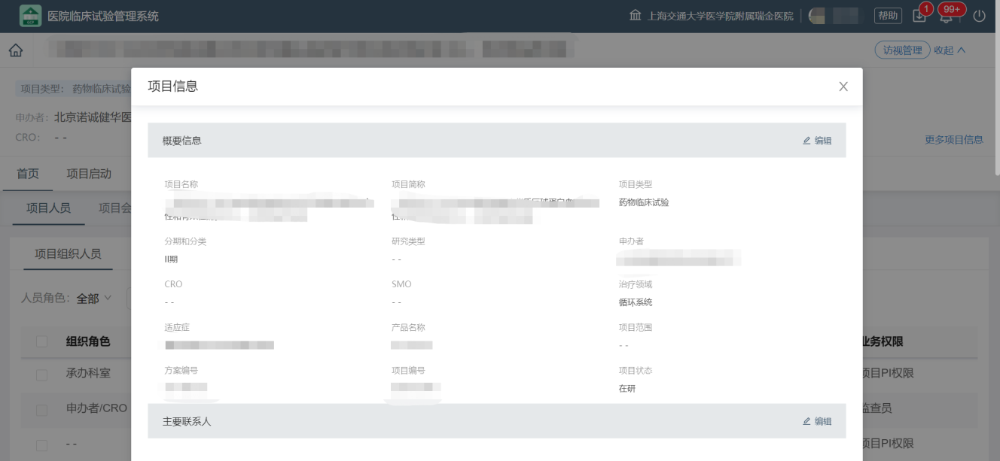 医院临床试验管理系统
上海交通大学医学院附属瑞金医院
帮助
1
99+
访视管理 收起
项目类型: 药物临床试验
申办者: 北京诺诚健华医
CRO: - -
更多项目信息
首页 项目启动
项目人员 项目会
项目组织人员
人员角色: 全部
组织角色
业务权限
承办科室
项目PI权限
申办者/CRO
监查员
- -
项目PI权限
项目信息
概要信息
编辑
项目名称 项目简称 项目类型
药物临床试验
分期和分类 研究类型 申办者
II期 - -
CRO SMO 治疗领域
- - - - 循环系统
适应症 产品名称 项目范围
- -
方案编号 项目编号 项目状态
在研
主要联系人
编辑